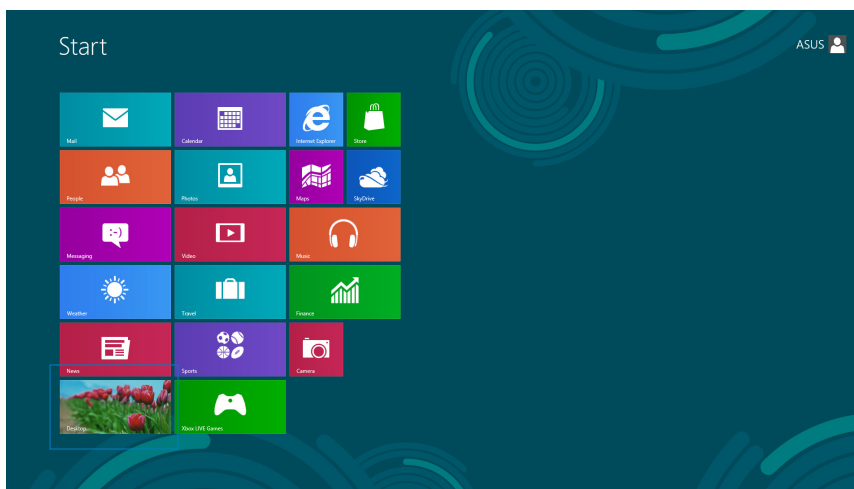 Start
ASUS
Mail
Calendar
Internet Explorer
Store
People
Photos
Maps
SkyDrive
:-)
Messaging
Video
Music
Weather
Travel
Finance
News
Sports
Camera
Desktop
Xbox LIVE Games